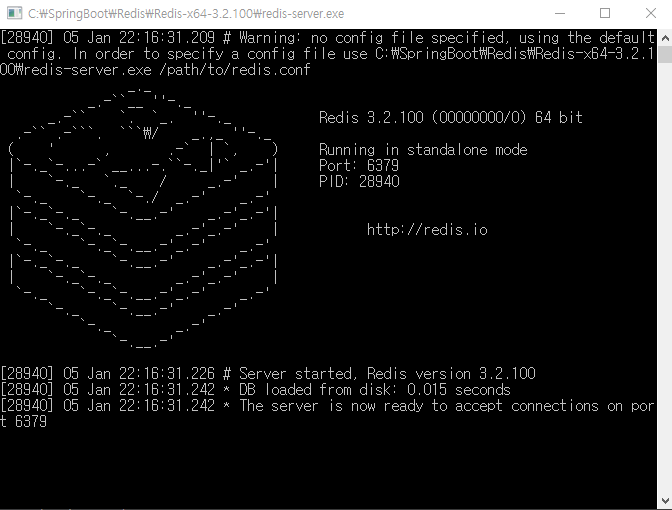 C:₩SpringBoot₩Redis₩Redis-x64-3.2.100₩redis-server.exe
[28940] 05 Jan 22:16:31.209 # Warning: no config file specified, using the default
 config. In order to specify a config file use C:₩SpringBoot₩Redis₩Redis-x64-3.2.1
00₩redis-server.exe /path/to/redis.conf
Redis 3.2.100 (00000000/0) 64 bit
Running in standalone mode
Port: 6379
PID: 28940
http://redis.io
[28940] 05 Jan 22:16:31.226 # Server started, Redis version 3.2.100
[28940] 05 Jan 22:16:31.242 * DB loaded from disk: 0.015 seconds
[28940] 05 Jan 22:16:31.242 * The server is now ready to accept connections on por
t 6379